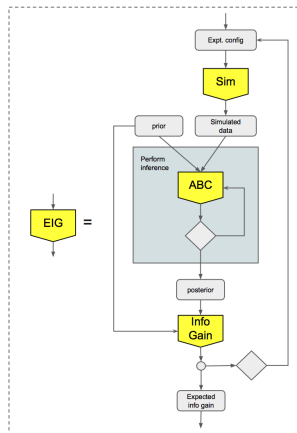 Expt. config
Sim
prior
Simulated
data
Perform
inference
ABC
EIG
=
posterior
Info
Gain
Expected
info gain